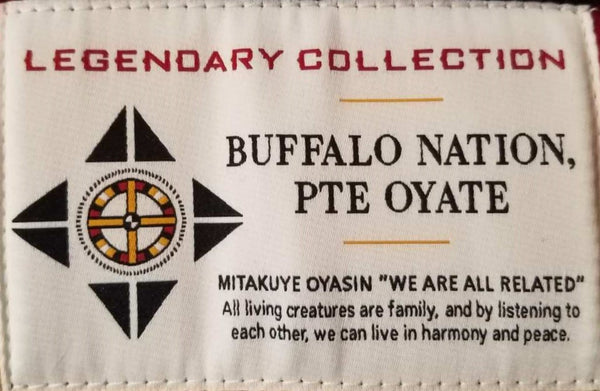 LEGENDARY COLLECTION
BUFFALO NATION,
PTE OYATE
MITAKUYE OYASIN "WE ARE ALL RELATED"
All living creatures are family, and by listening to
each other, we can live in harmony and peace.